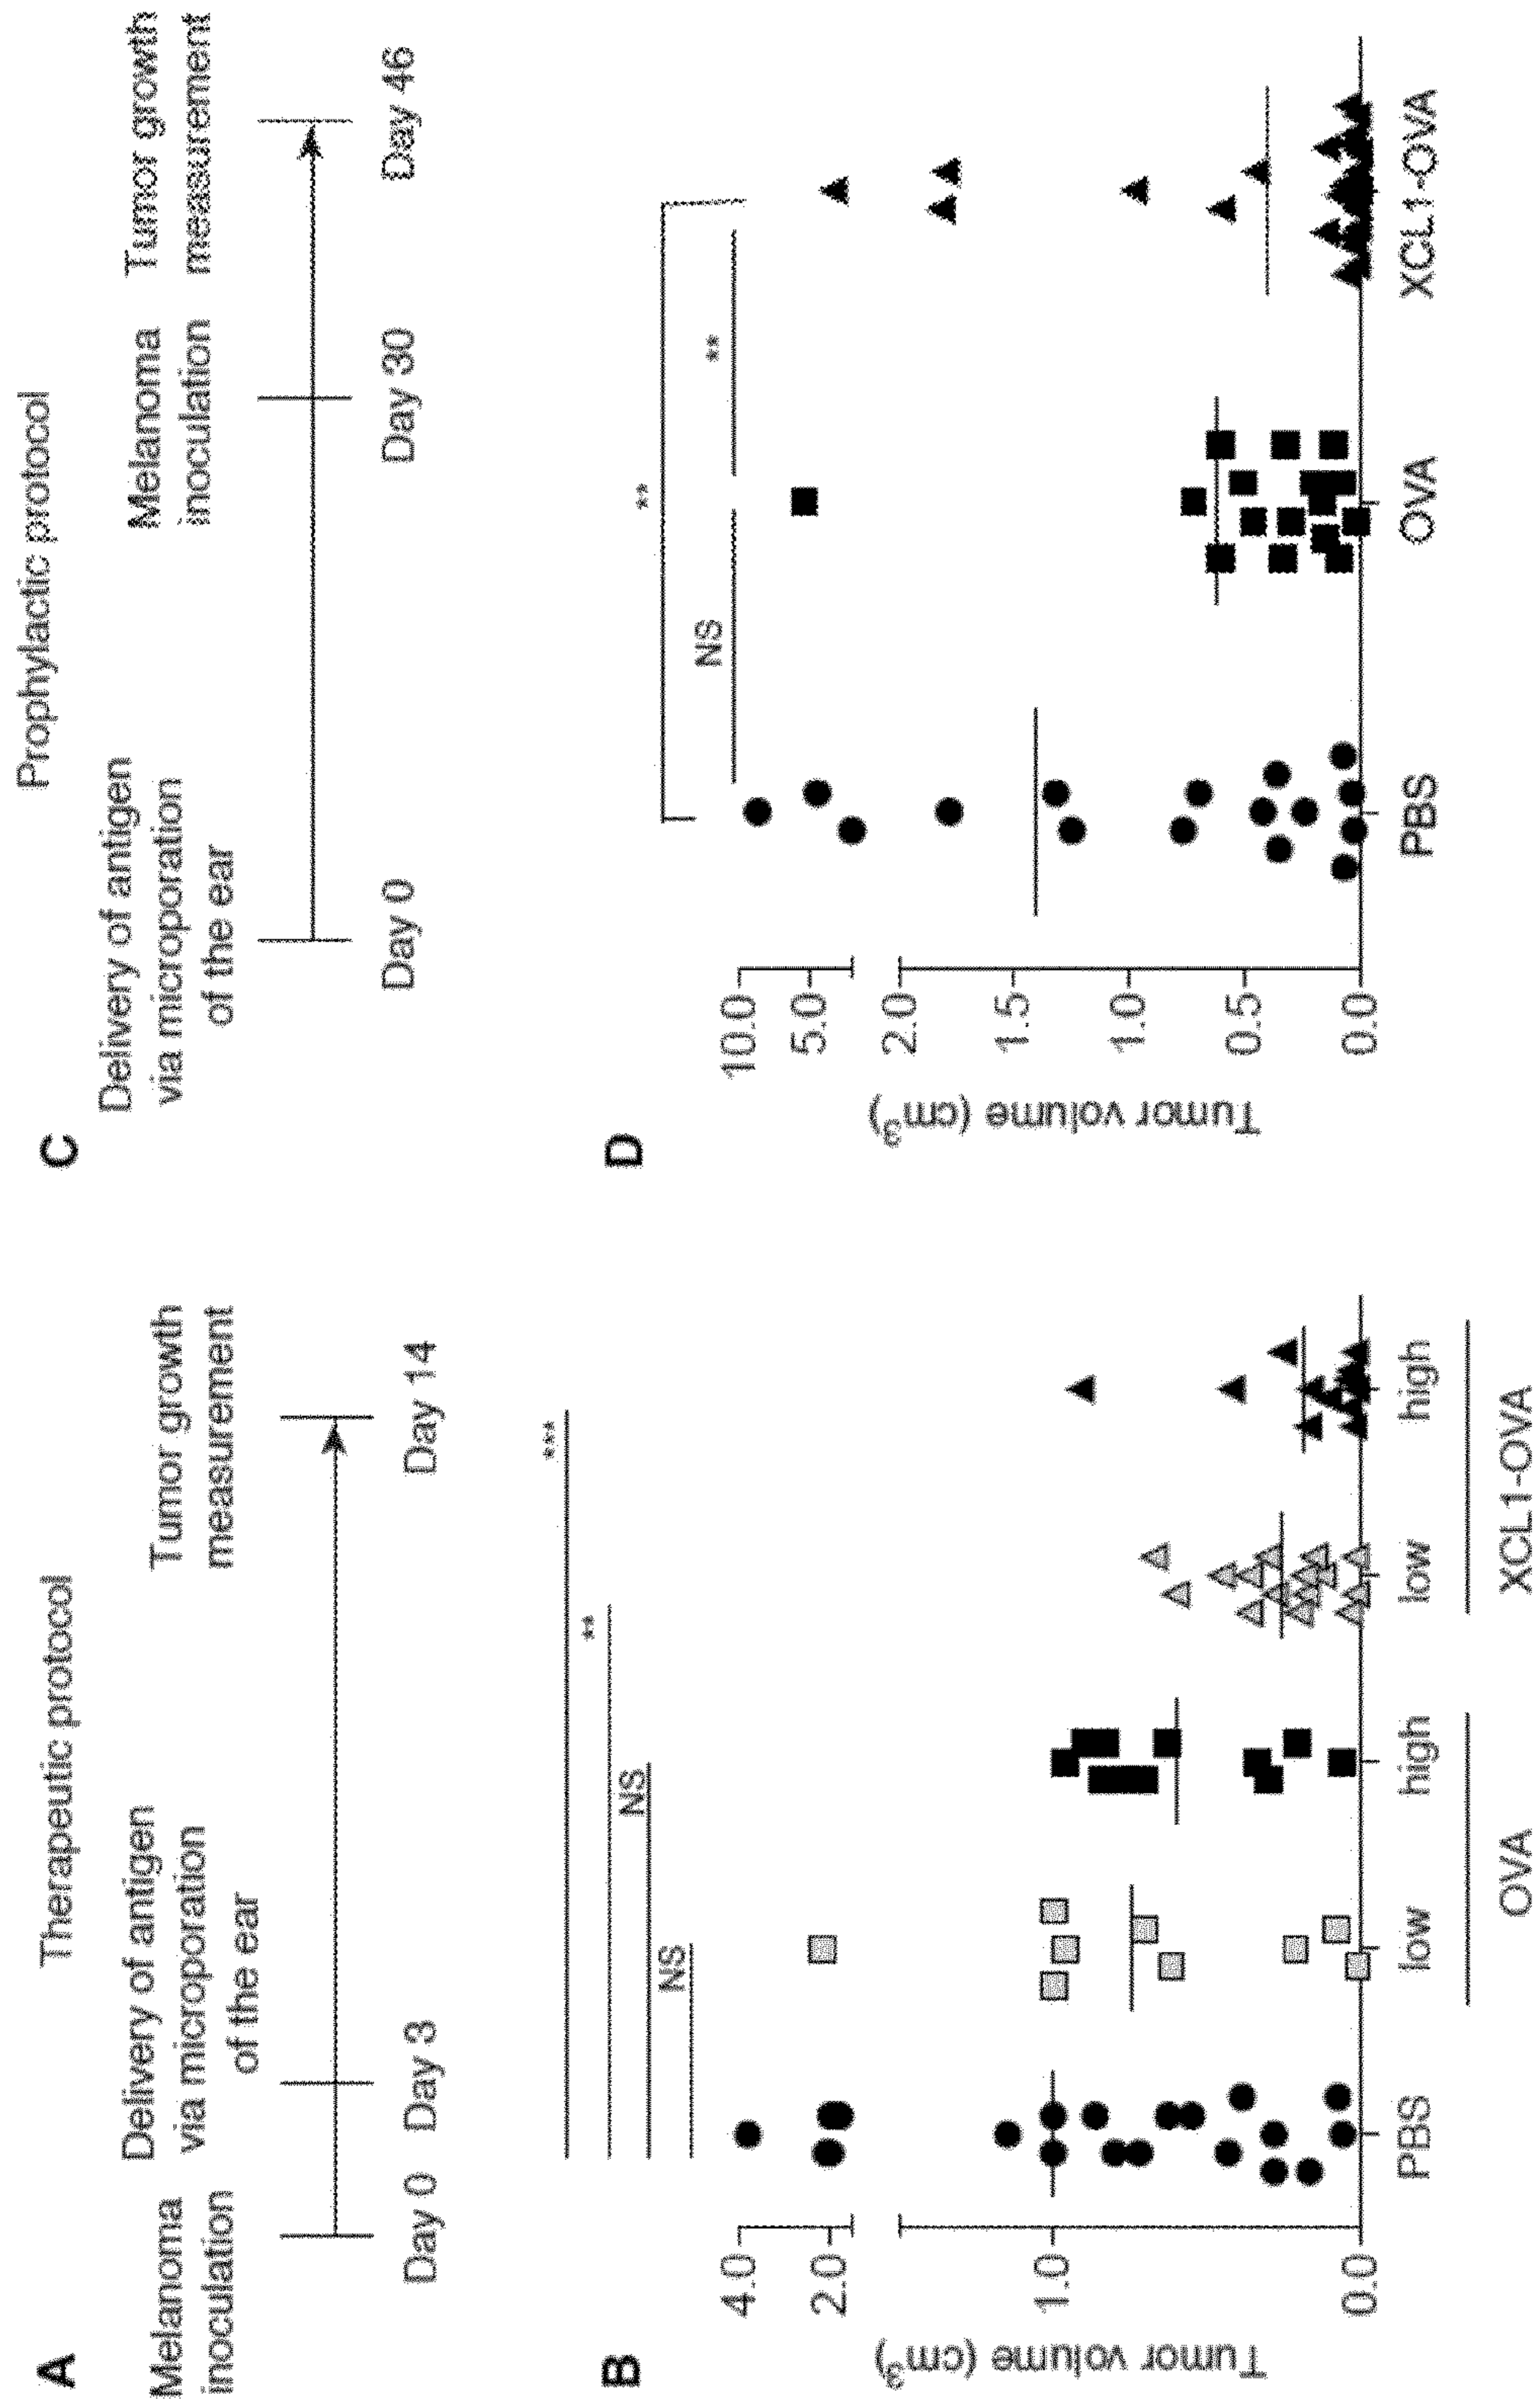 A
Therapeutic protocol
Melanoma
inoculation
Delivery of antigen
via microporation
of the ear
Tumor growth
measurement
Day 0
Day 3
Day 14
B
Tumor volume (cm3)
4.0
2.0
1.0
0.0
***
**
NS
NS
PBS
low
high
low
high
OVA
XCL1-OVA
C
Prophylactic protocol
Delivery of antigen
via microporation
of the ear
Melanoma
inoculation
Tumor growth
measurement
Day 0
Day 30
Day 46
D
Tumor volume (cm3)
10.0
5.0
2.0
1.5
1.0
0.5
0.0
**
NS
**
PBS
OVA
XCL1-OVA